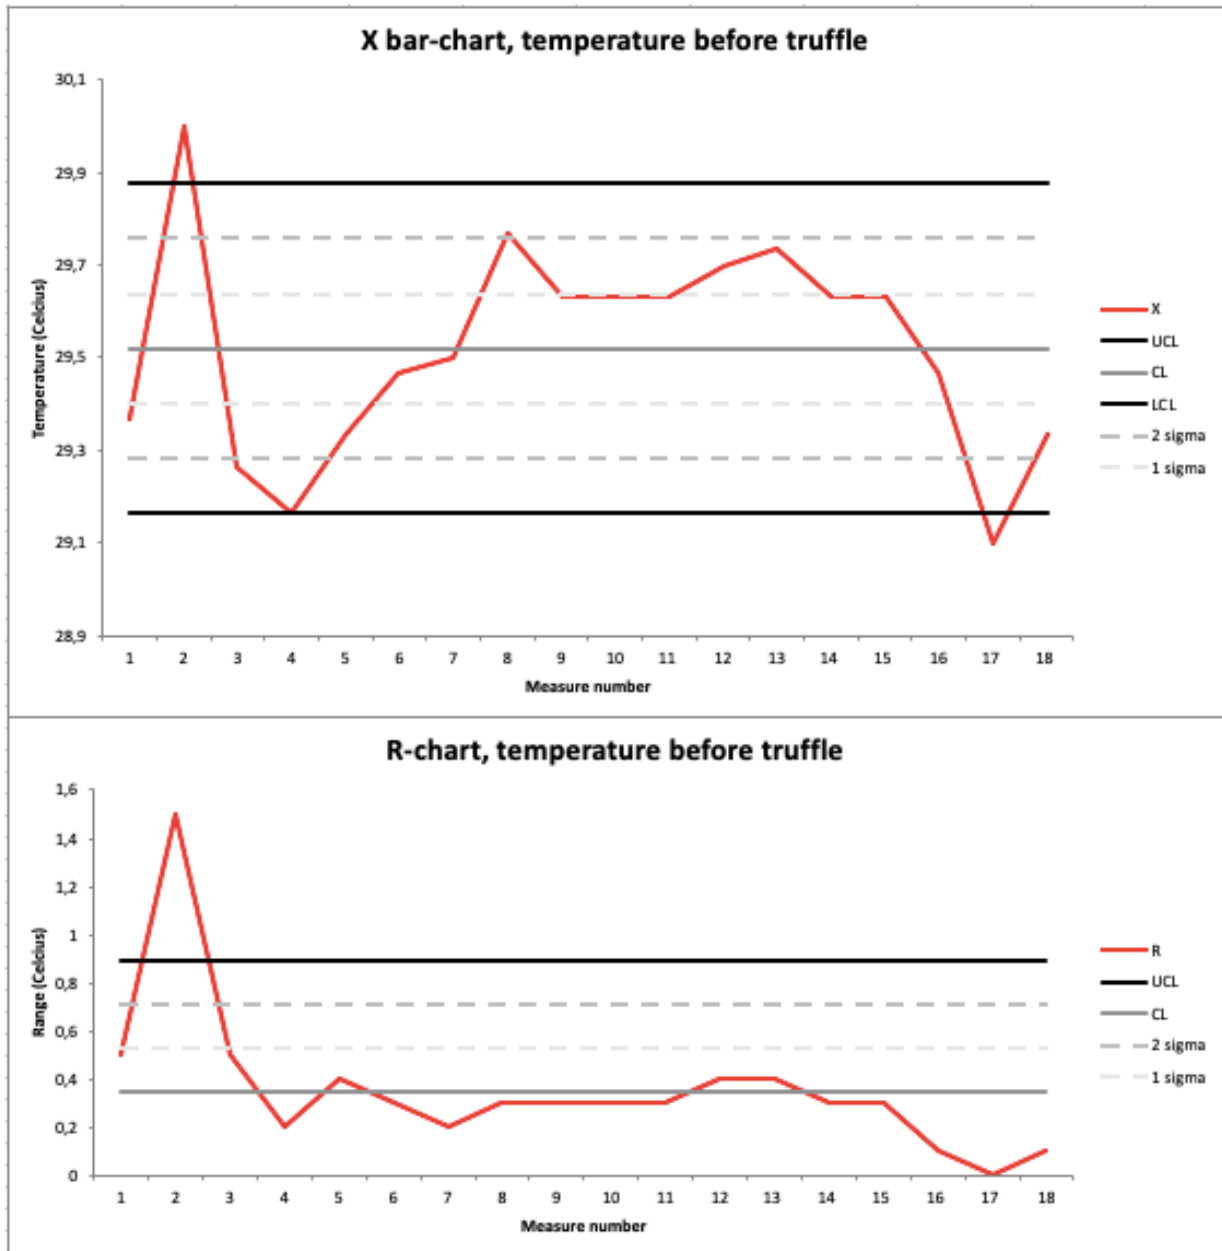 X bar-chart, temperature before truffle
30,1
29,9
29,7
29,5
29,3
29,1
28,9
Temperature (Celcius)
1 2 3 4 5 6 7 8 9 10 11 12 13 14 15 16 17 18
Measure number
X
UCL
CL
LCL
2 sigma
1 sigma
R-chart, temperature before truffle
1,6
1,4
1,2
1
0,8
0,6
0,4
0,2
0
Range (Celcius)
1 2 3 4 5 6 7 8 9 10 11 12 13 14 15 16 17 18
Measure number
R
UCL
CL
2 sigma
1 sigma